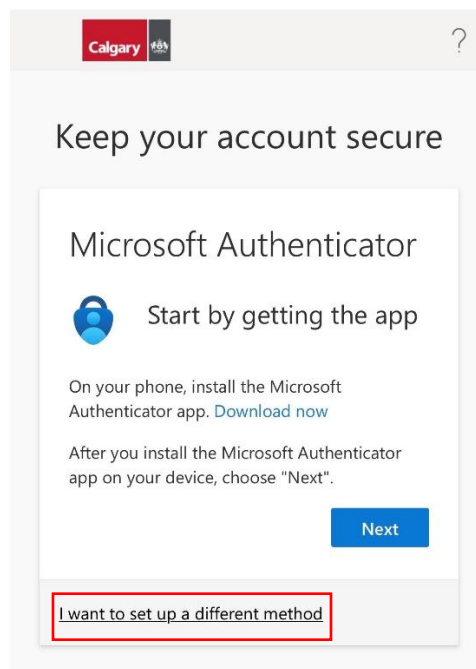 Calgary
?
Keep your account secure
Microsoft Authenticator
Start by getting the app
On your phone, install the Microsoft
Authenticator app. Download now
After you install the Microsoft Authenticator
app on your device, choose "Next".
Next
I want to set up a different method